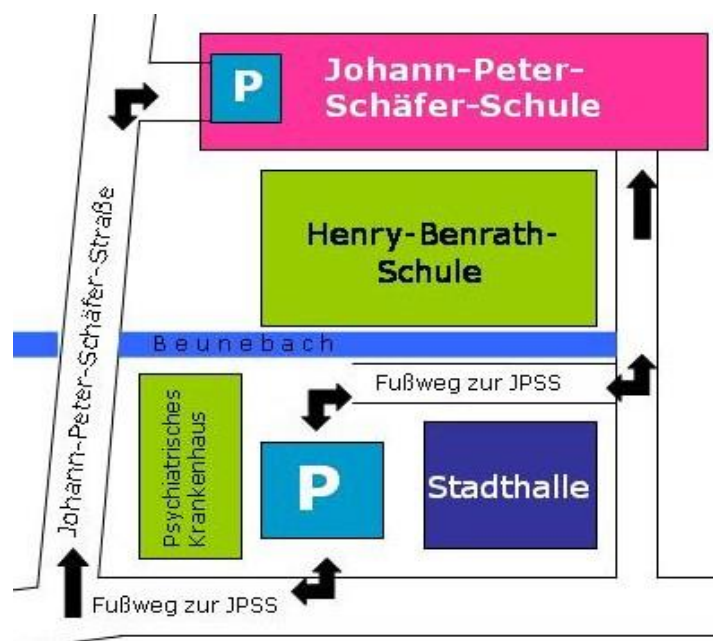 P
Johann-Peter-
Schäfer-Schule
Henry-Benrath-
Schule
Johann-Peter-Schäfer-Straße
Beunebach
Fußweg zur JPSS
Psychiatrisches
Krankenhaus
P
Stadthalle
Fußweg zur JPSS